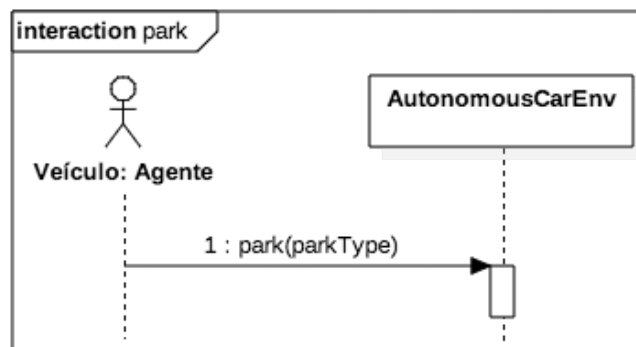 interaction park
AutonomousCarEnv
Veículo: Agente
1 : park(parkType)